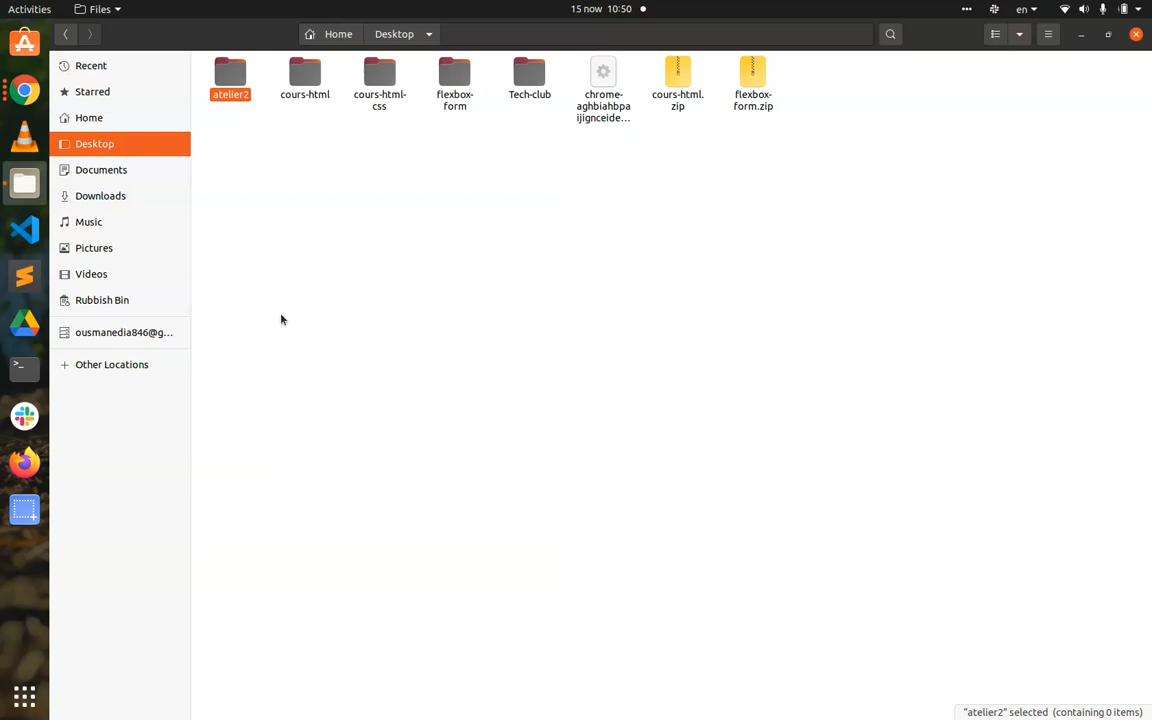 Activities
Files
15 now 10:50
en
Home
Desktop
Recent
Starred
Home
Desktop
Documents
Downloads
Music
Pictures
Videos
Rubbish Bin
ousmanedia846@g...
Other Locations
atelier2
cours-html
cours-html-
css
flexbox-
form
Tech-club
chrome-
aghbiahbpa
ijignceide...
cours-html.
zip
flexbox-
form.zip
"atelier2" selected (containing 0 items)